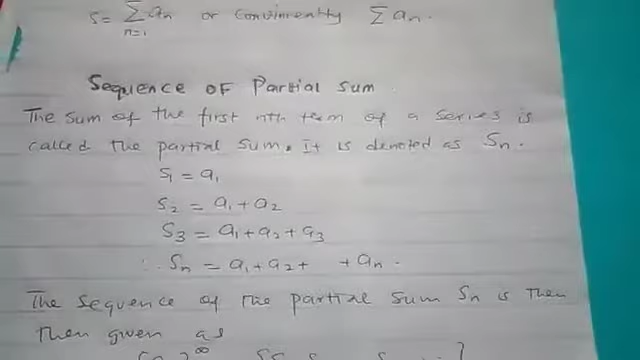 S = ∞∑n=1 an or Conviniently ∑ an.
Sequence OF Partial sum
The sum of the first nth term of a series is
called the partial sum. It is denoted as Sn.
S1 = a1
S2 = a1 + a2
S3 = a1 + a2 + a3
∴ Sn = a1 + a2 + + an.
The sequence of the partial sum Sn is then
then given as